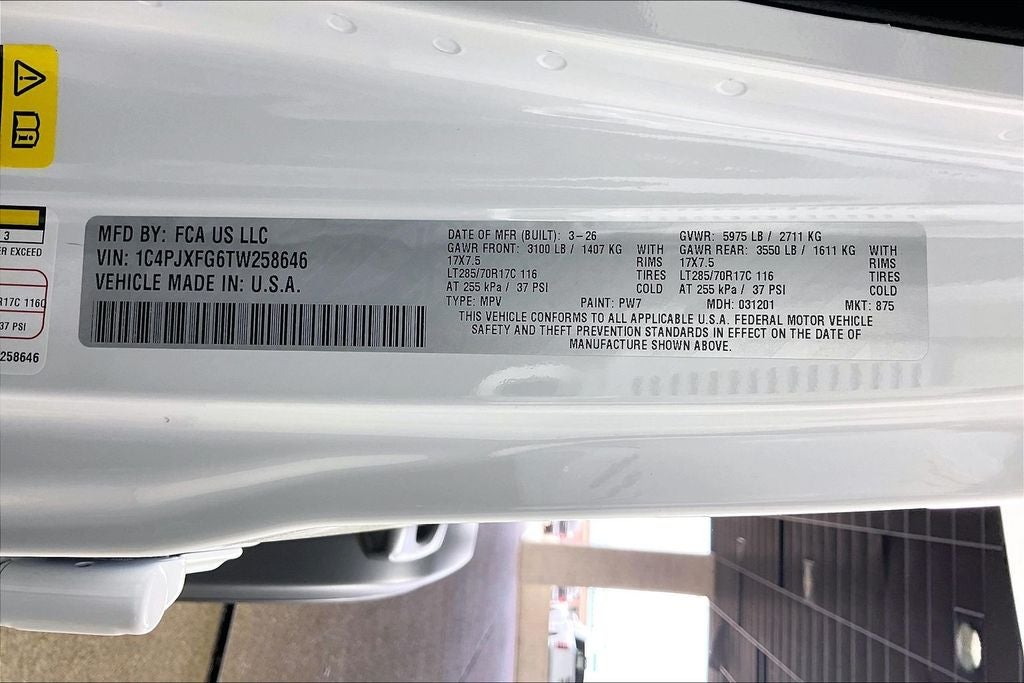 3
ER EXCEED
R17C 116Q
37 PSI
258646
MFD BY: FCA US LLC
VIN: 1C4PJXFG6TW258646
VEHICLE MADE IN: U.S.A.
DATE OF MFR (BUILT): 3-26 GVWR: 5975 LB / 2711 KG
GAWR FRONT: 3100 LB / 1407 KG WITH GAWR REAR: 3550 LB / 1611 KG WITH
17X7.5 RIMS 17X7.5 RIMS
LT285/70R17C 116 TIRES LT285/70R17C 116 TIRES
AT 255 kPa / 37 PSI COLD AT 255 kPa / 37 PSI COLD
TYPE: MPV PAINT: PW7 MDH: 031201 MKT: 875
THIS VEHICLE CONFORMS TO ALL APPLICABLE U.S.A. FEDERAL MOTOR VEHICLE
SAFETY AND THEFT PREVENTION STANDARDS IN EFFECT ON THE DATE OF
MANUFACTURE SHOWN ABOVE.